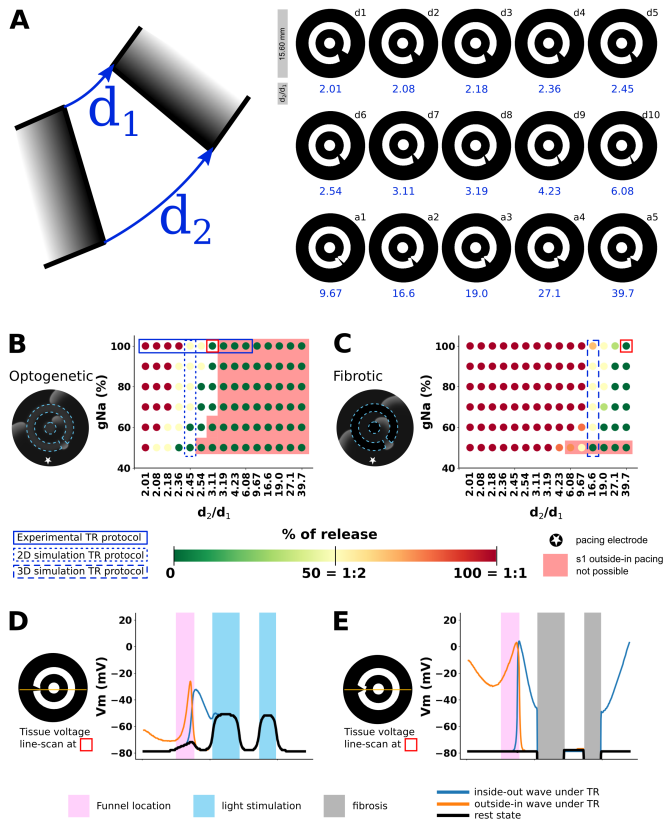 A
d1
d2
15.60 mm
d2/d1
d1 d2 d3 d4 d5
2.01 2.08 2.18 2.36 2.45
d6 d7 d8 d9 d10
2.54 3.11 3.19 4.23 6.08
a1 a2 a3 a4 a5
9.67 16.6 19.0 27.1 39.7
B
Optogenetic
gNa (%)
100
80
60
40
2.01 2.08 2.18 2.36 2.45 2.54 3.11 3.19 4.23 6.08 9.67 16.6 19.0 27.1 39.7
d2/d1
C
Fibrotic
gNa (%)
100
80
60
40
2.01 2.08 2.18 2.36 2.45 2.54 3.11 3.19 4.23 6.08 9.67 16.6 19.0 27.1 39.7
d2/d1
Experimental TR protocol
2D simulation TR protocol
3D simulation TR protocol
% of release
0 50 = 1:2 100 = 1:1
pacing electrode
s1 outside-in pacing
not possible
D
Tissue voltage
line-scan at
Vm (mV)
20
0
−20
−40
−60
−80
E
Tissue voltage
line-scan at
Vm (mV)
20
0
−20
−40
−60
−80
Funnel location
light stimulation
fibrosis
inside-out wave under TR
outside-in wave under TR
rest state